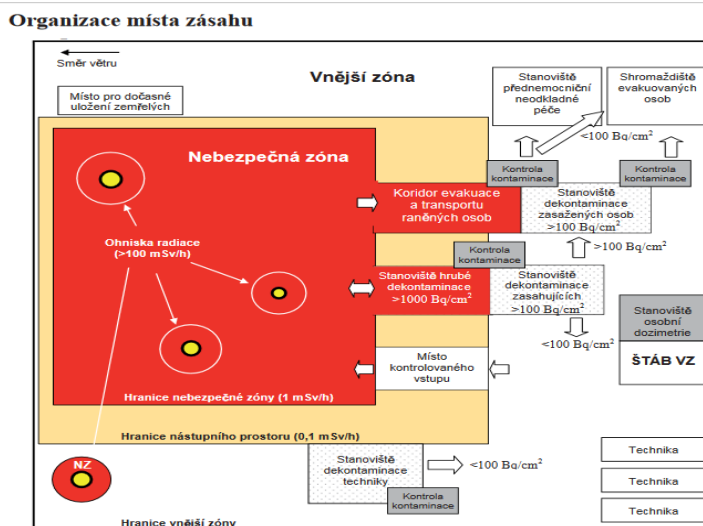 Organizace místa zásahu
Směr větru
Vnější zóna
Místo pro dočasné
uložení zemřelých
Stanoviště
přednemocniční
neodkladné
péče
Shromaždiště
evakuovaných
osob
<100 Bq/cm²
Nebezpečná zóna
Kontrola
kontaminace
Kontrola
kontaminace
Koridor evakuace
a transportu
raněných osob
Stanoviště
dekontaminace
zasažených osob
>100 Bq/cm²
Ohniska radiace
(>100 mSv/h)
Kontrola
kontaminace
>100 Bq/cm²
Stanoviště hrubé
dekontaminace
>1000 Bq/cm²
Stanoviště
dekontaminace
zasahujících
>100 Bq/cm²
Stanoviště
osobní
dozimetrie
<100 Bq/cm²
ŠTÁB VZ
Místo
kontrolovaného
vstupu
Hranice nebezpečné zóny (1 mSv/h)
Hranice nástupního prostoru (0,1 mSv/h)
NZ
Stanoviště
dekontaminace
techniky
<100 Bq/cm²
Kontrola
kontaminace
Technika
Technika
Technika
Hranice vnější zóny